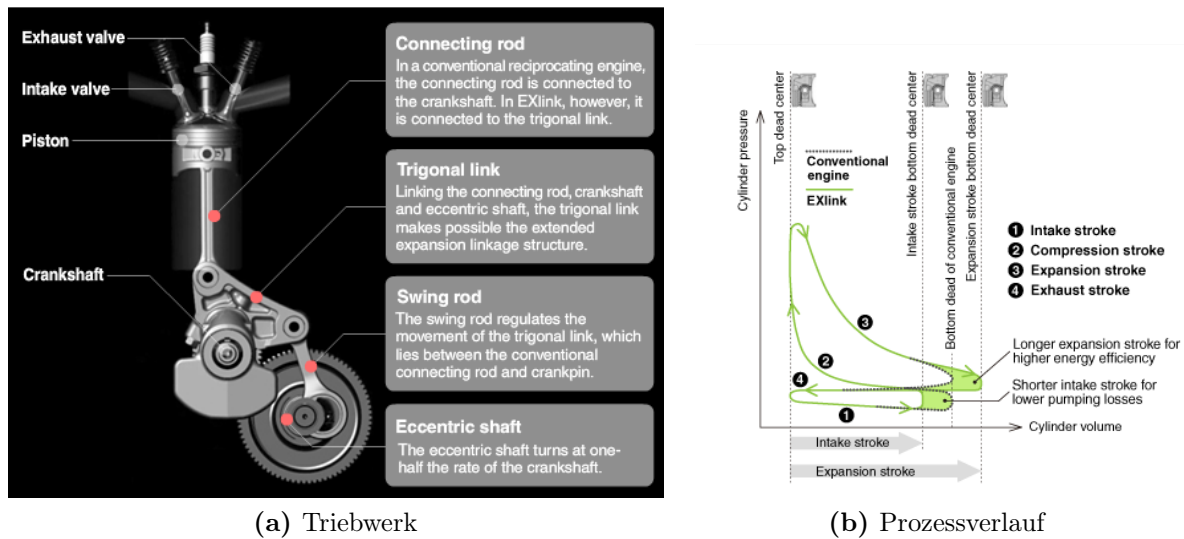 Exhaust valve
Intake valve
Piston
Crankshaft
Connecting rod
In a conventional reciprocating engine,
the connecting rod is connected to
the crankshaft. In EXlink, however, it
is connected to the trigonal link.
Trigonal link
Linking the connecting rod, crankshaft
and eccentric shaft, the trigonal link
makes possible the extended
expansion linkage structure.
Swing rod
The swing rod regulates the
movement of the trigonal link, which
lies between the conventional
connecting rod and crankpin.
Eccentric shaft
The eccentric shaft turns at one-
half the rate of the crankshaft.
(a) Triebwerk
Cylinder pressure
Top dead center
Conventional
engine
EXlink
Intake stroke bottom dead center
Bottom dead of conventional engine
Expansion stroke bottom dead center
1 Intake stroke
2 Compression stroke
3 Expansion stroke
4 Exhaust stroke
3
2
4
1
Longer expansion stroke for
higher energy efficiency
Shorter intake stroke for
lower pumping losses
Cylinder volume
Intake stroke
Expansion stroke
(b) Prozessverlauf